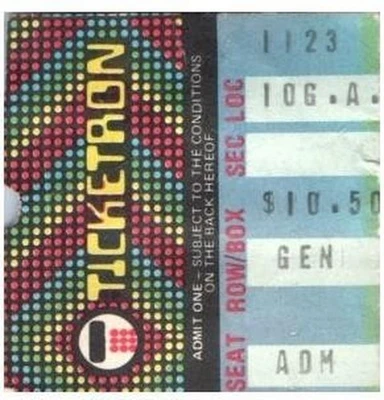 TICKETRON
ADMIT ONE - SUBJECT TO THE CONDITIONS
ON THE BACK HEREOF.
SEAT ROW/BOX SEC LOC
1123
106.A.
$10.50
GEN
ADM